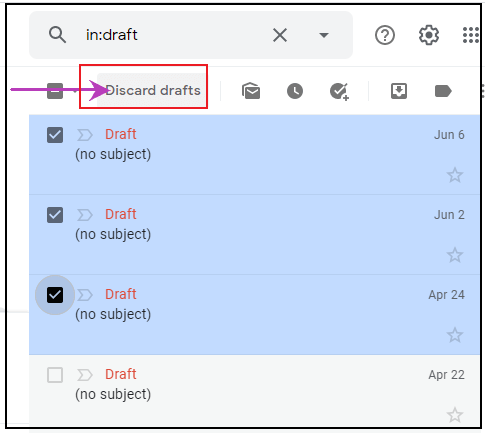 in:draft
Discard drafts
Draft Jun 6
(no subject)
Draft Jun 2
(no subject)
Draft Apr 24
(no subject)
Draft Apr 22
(no subject)